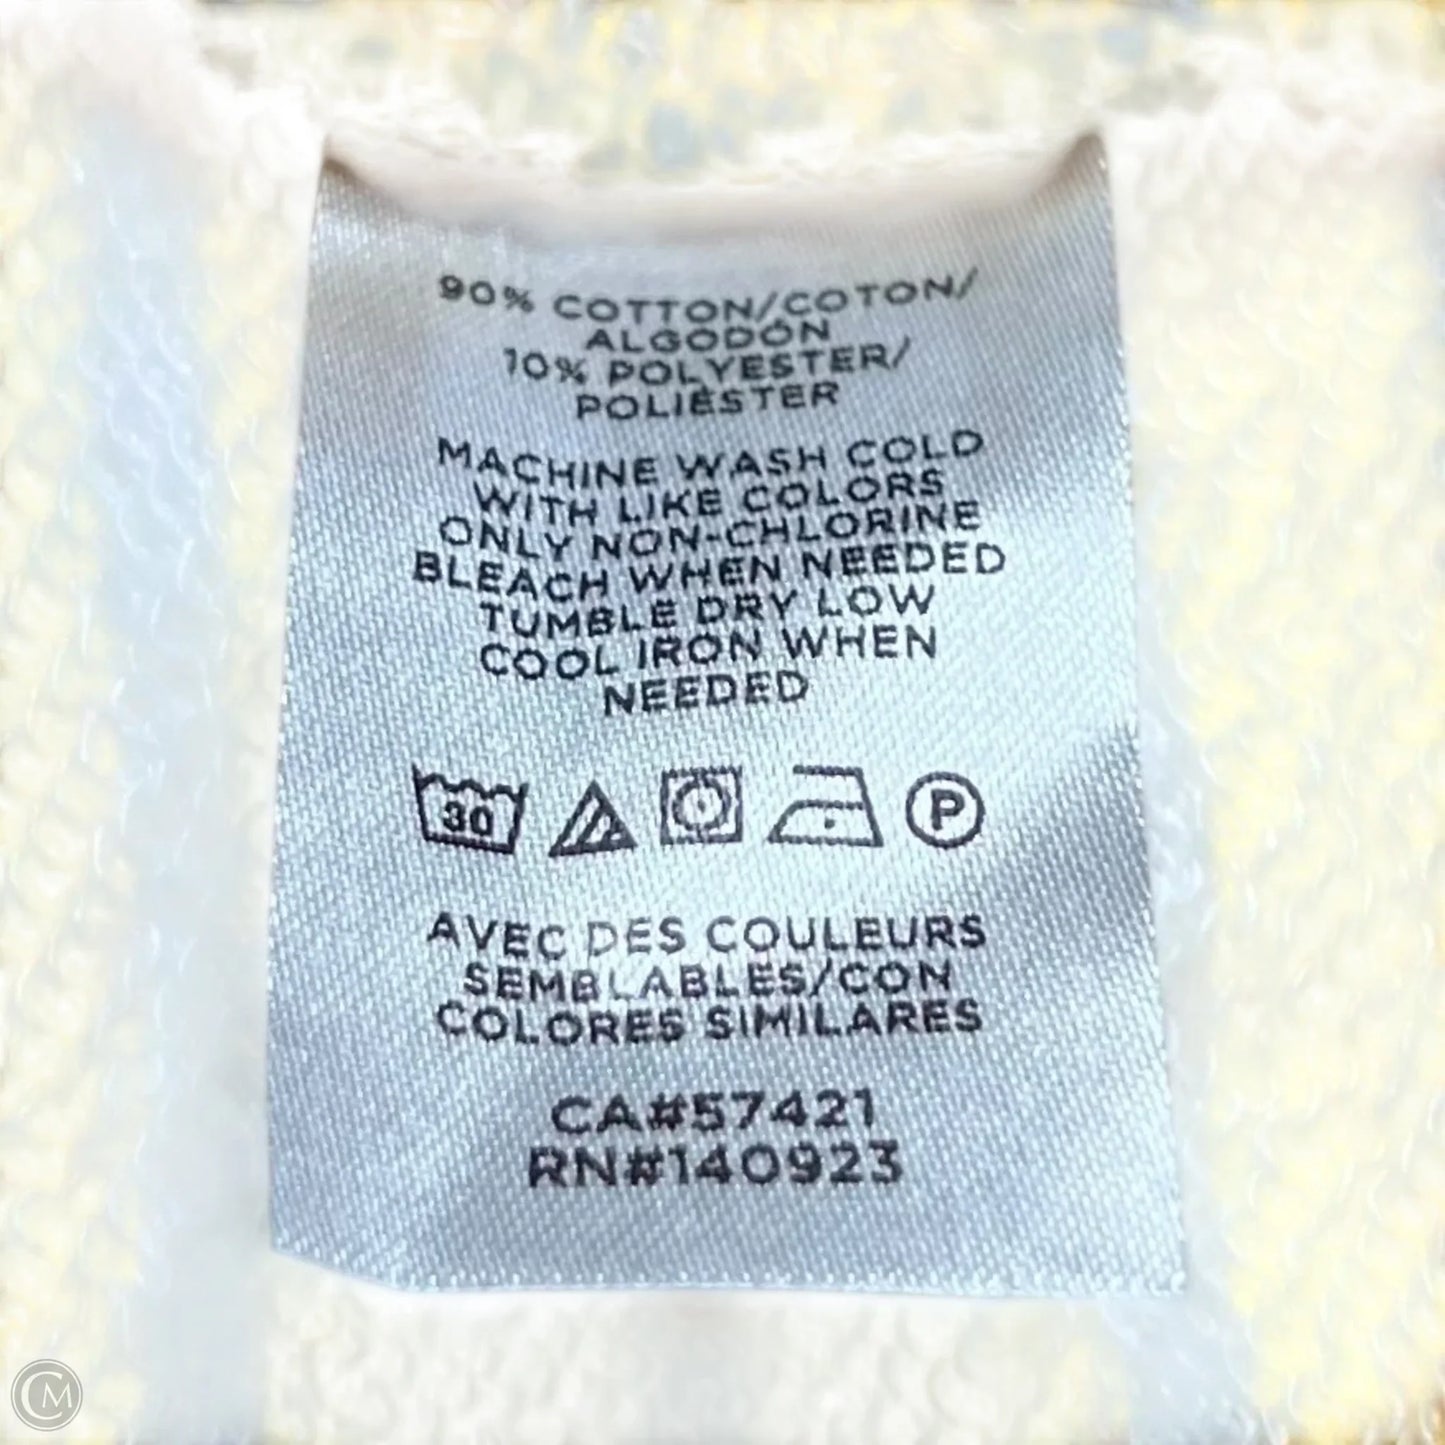 90% COTTON/COTON/
ALGODÓN
10% POLYESTER/
POLIÉSTER
MACHINE WASH COLD
WITH LIKE COLORS
ONLY NON-CHLORINE
BLEACH WHEN NEEDED
TUMBLE DRY LOW
COOL IRON WHEN
NEEDED
30 P
AVEC DES COULEURS
SEMBLABLES/CON
COLORES SIMILARES
CA#57421
RN#140923
CM